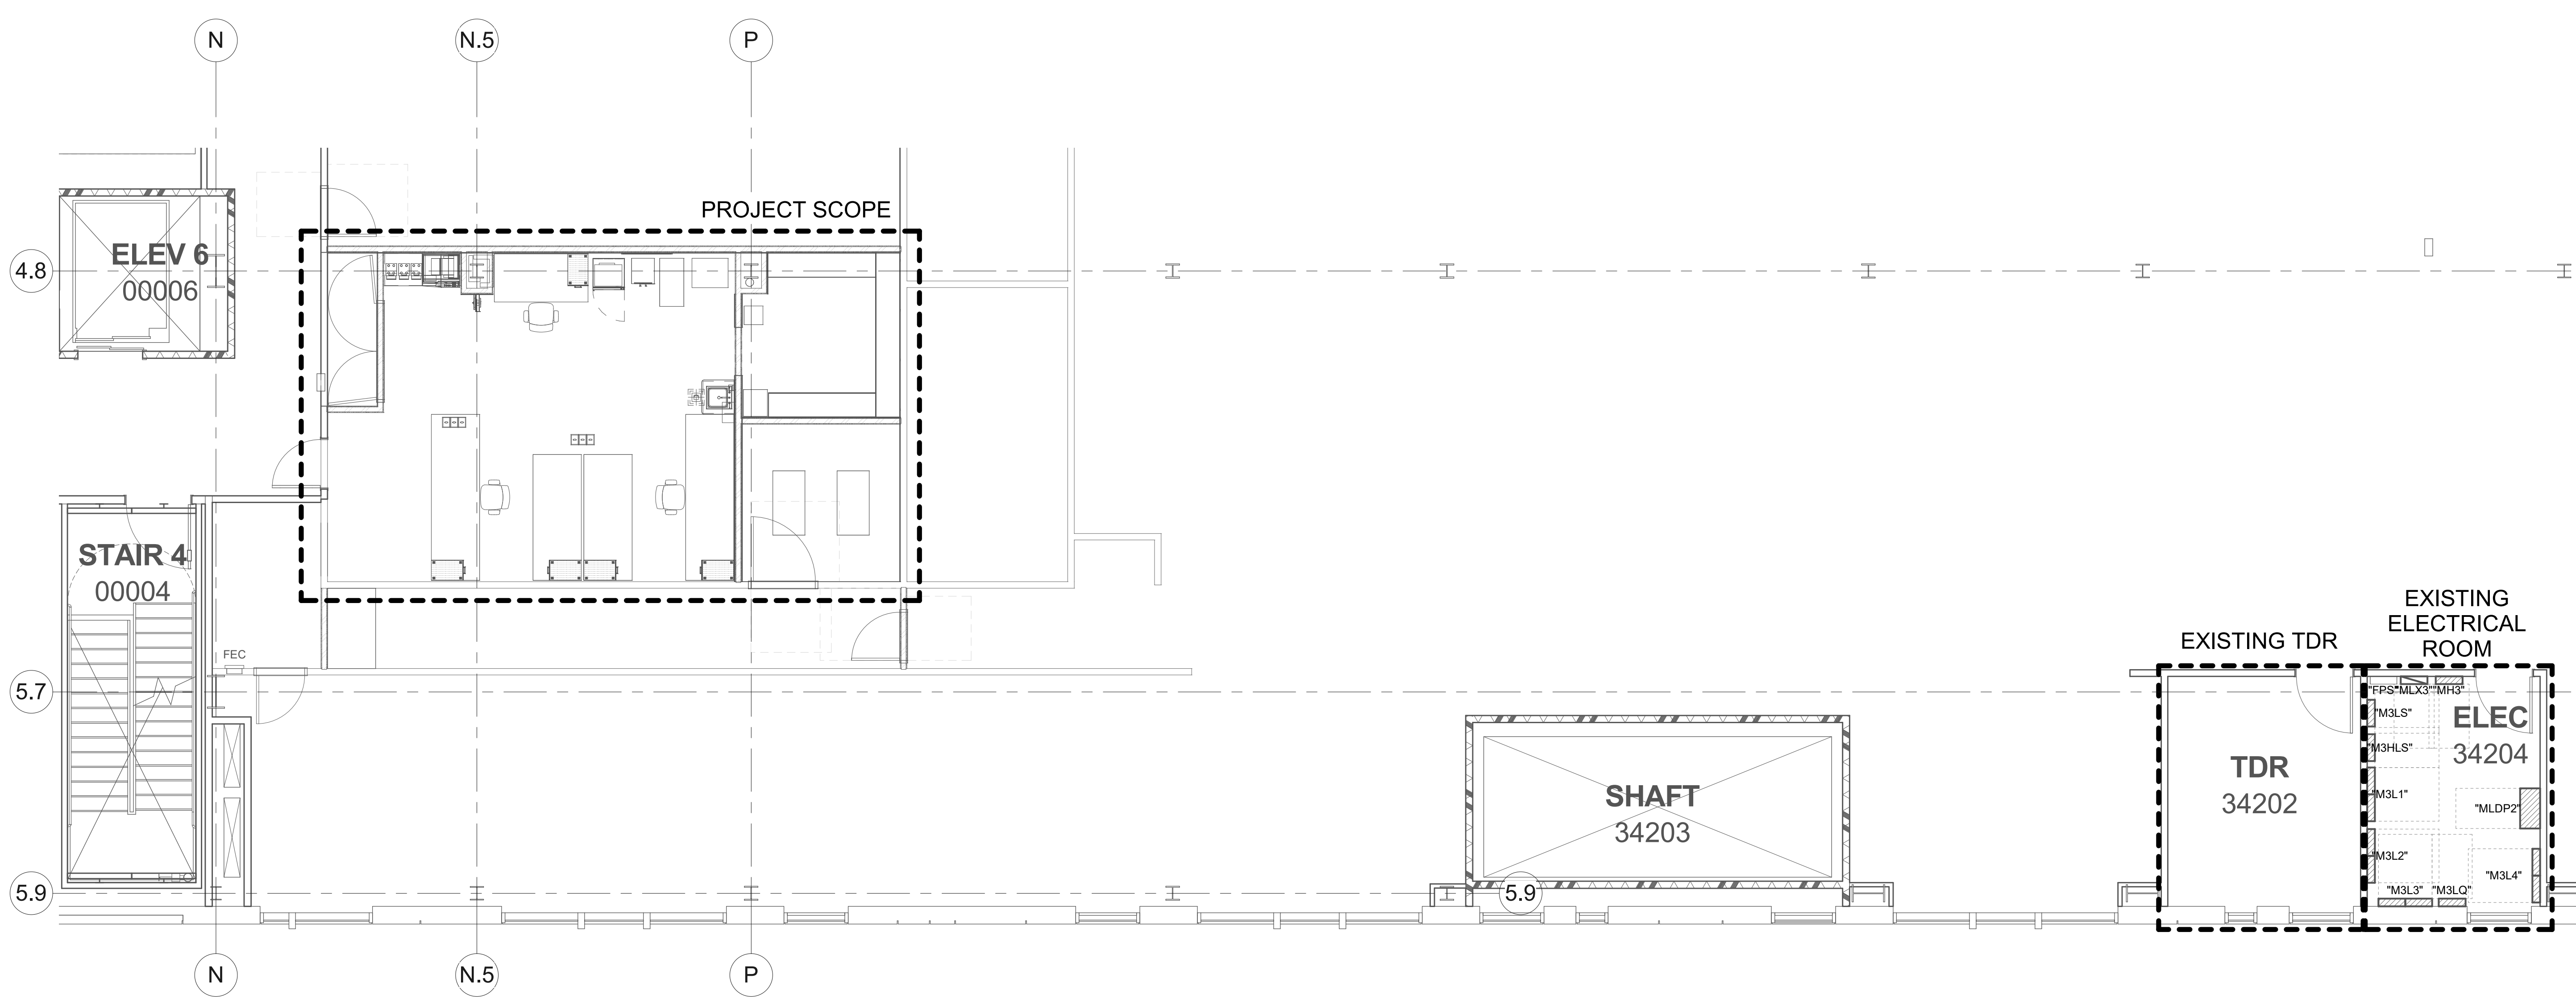 N
N.5
P
PROJECT SCOPE
ELEV 6
00006
4.8
STAIR 4
00004
FEC
EXISTING
ELECTRICAL
ROOM
EXISTING TDR
5.7
"FPS"
"MLX3"
"MH3"
"M3LS"
ELEC
34204
"M3HLS"
TDR
34202
SHAFT
34203
"M3L1"
"MLDP2"
"M3L2"
"M3L4"
"M3L3"
"M3LQ"
5.9
5.9
N
N.5
P